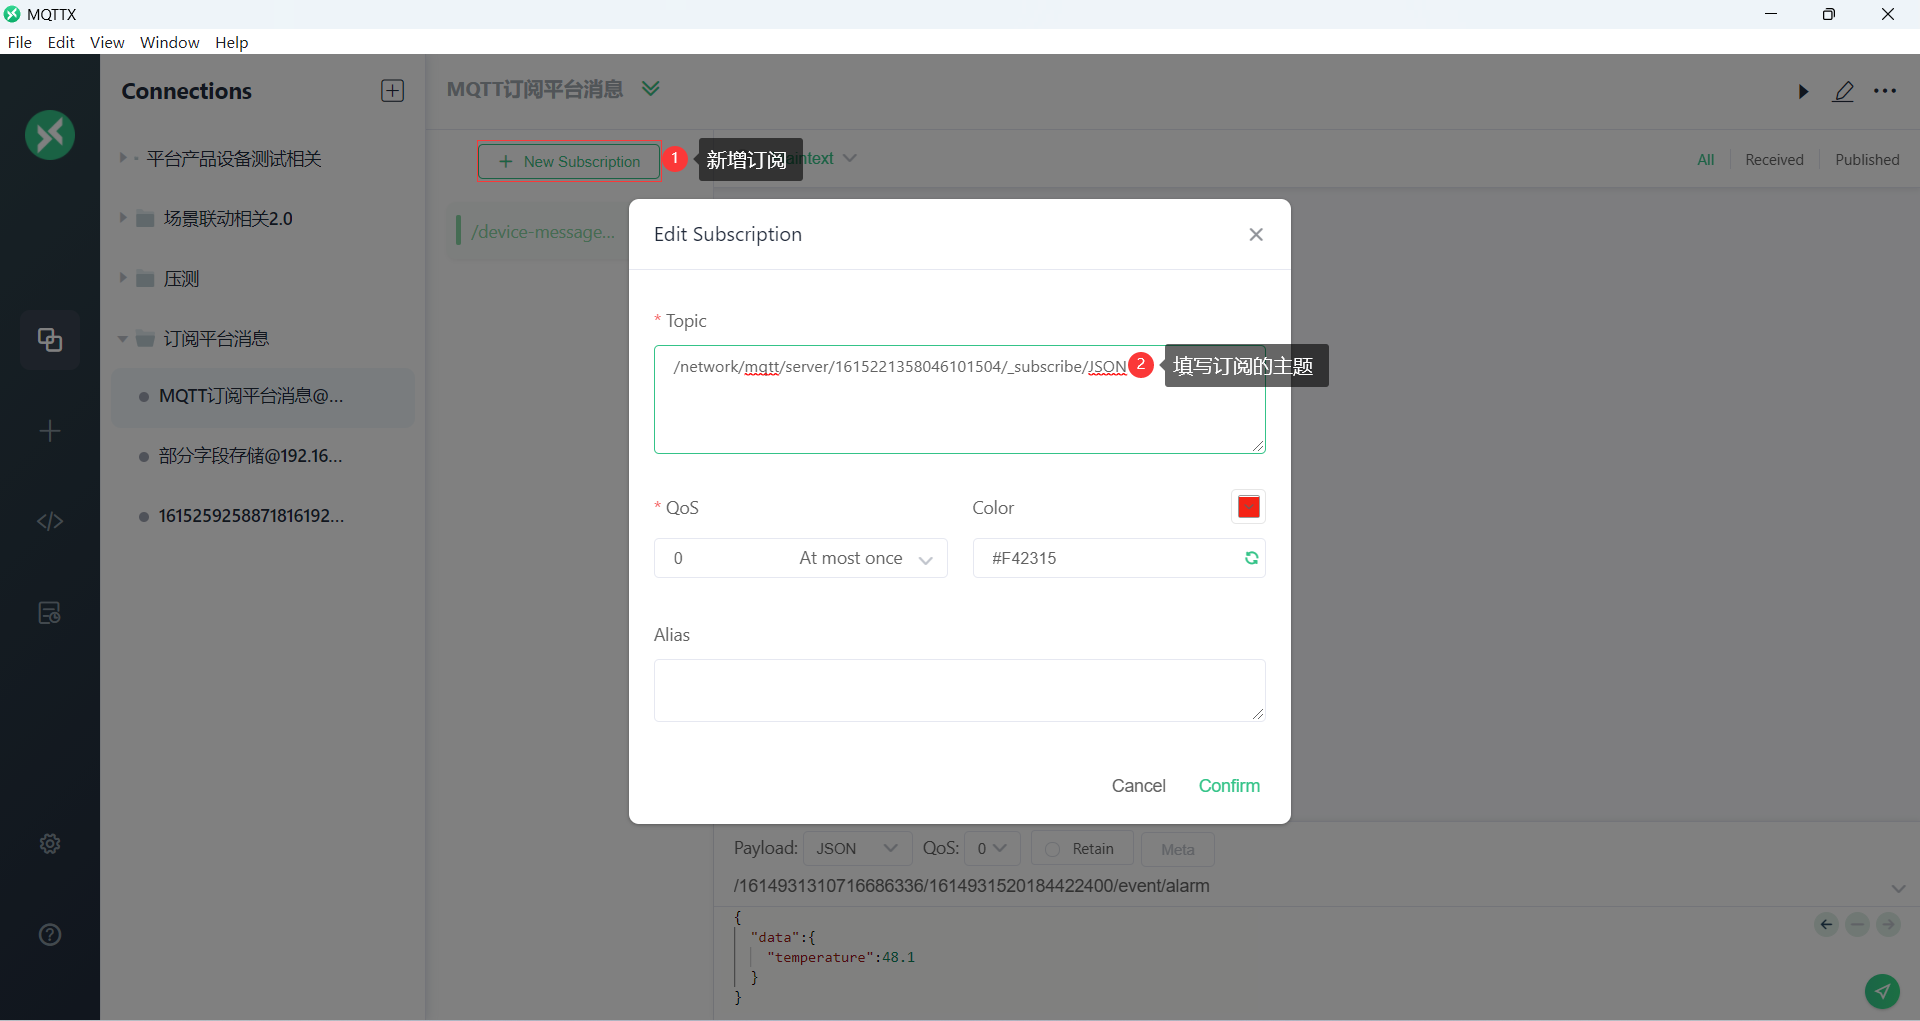 MQTTX
File Edit View Window Help
Connections
平台产品设备测试相关
场景联动相关2.0
压测
订阅平台消息
MQTT订阅平台消息@...
部分字段存储@192.16...
1615259258871816192...
MQTT订阅平台消息
New Subscription
1
新增订阅
aintext
All
Received
Published
/device-message...
Edit Subscription
* Topic
/network/mqtt/server/1615221358046101504/_subscribe/JSON
2
填写订阅的主题
* QoS
Color
0 At most once
#F42315
Alias
Cancel
Confirm
Payload: JSON QoS: 0 Retain Meta
/1614931310716686336/1614931520184422400/event/alarm
{
"data":{
"temperature":48.1
}
}